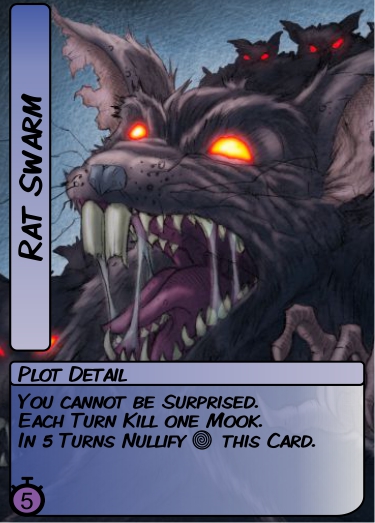 Rat Swarm
Plot Detail
You cannot be Surprised.
Each Turn Kill one Mook.
In 5 Turns Nullify this Card.
5